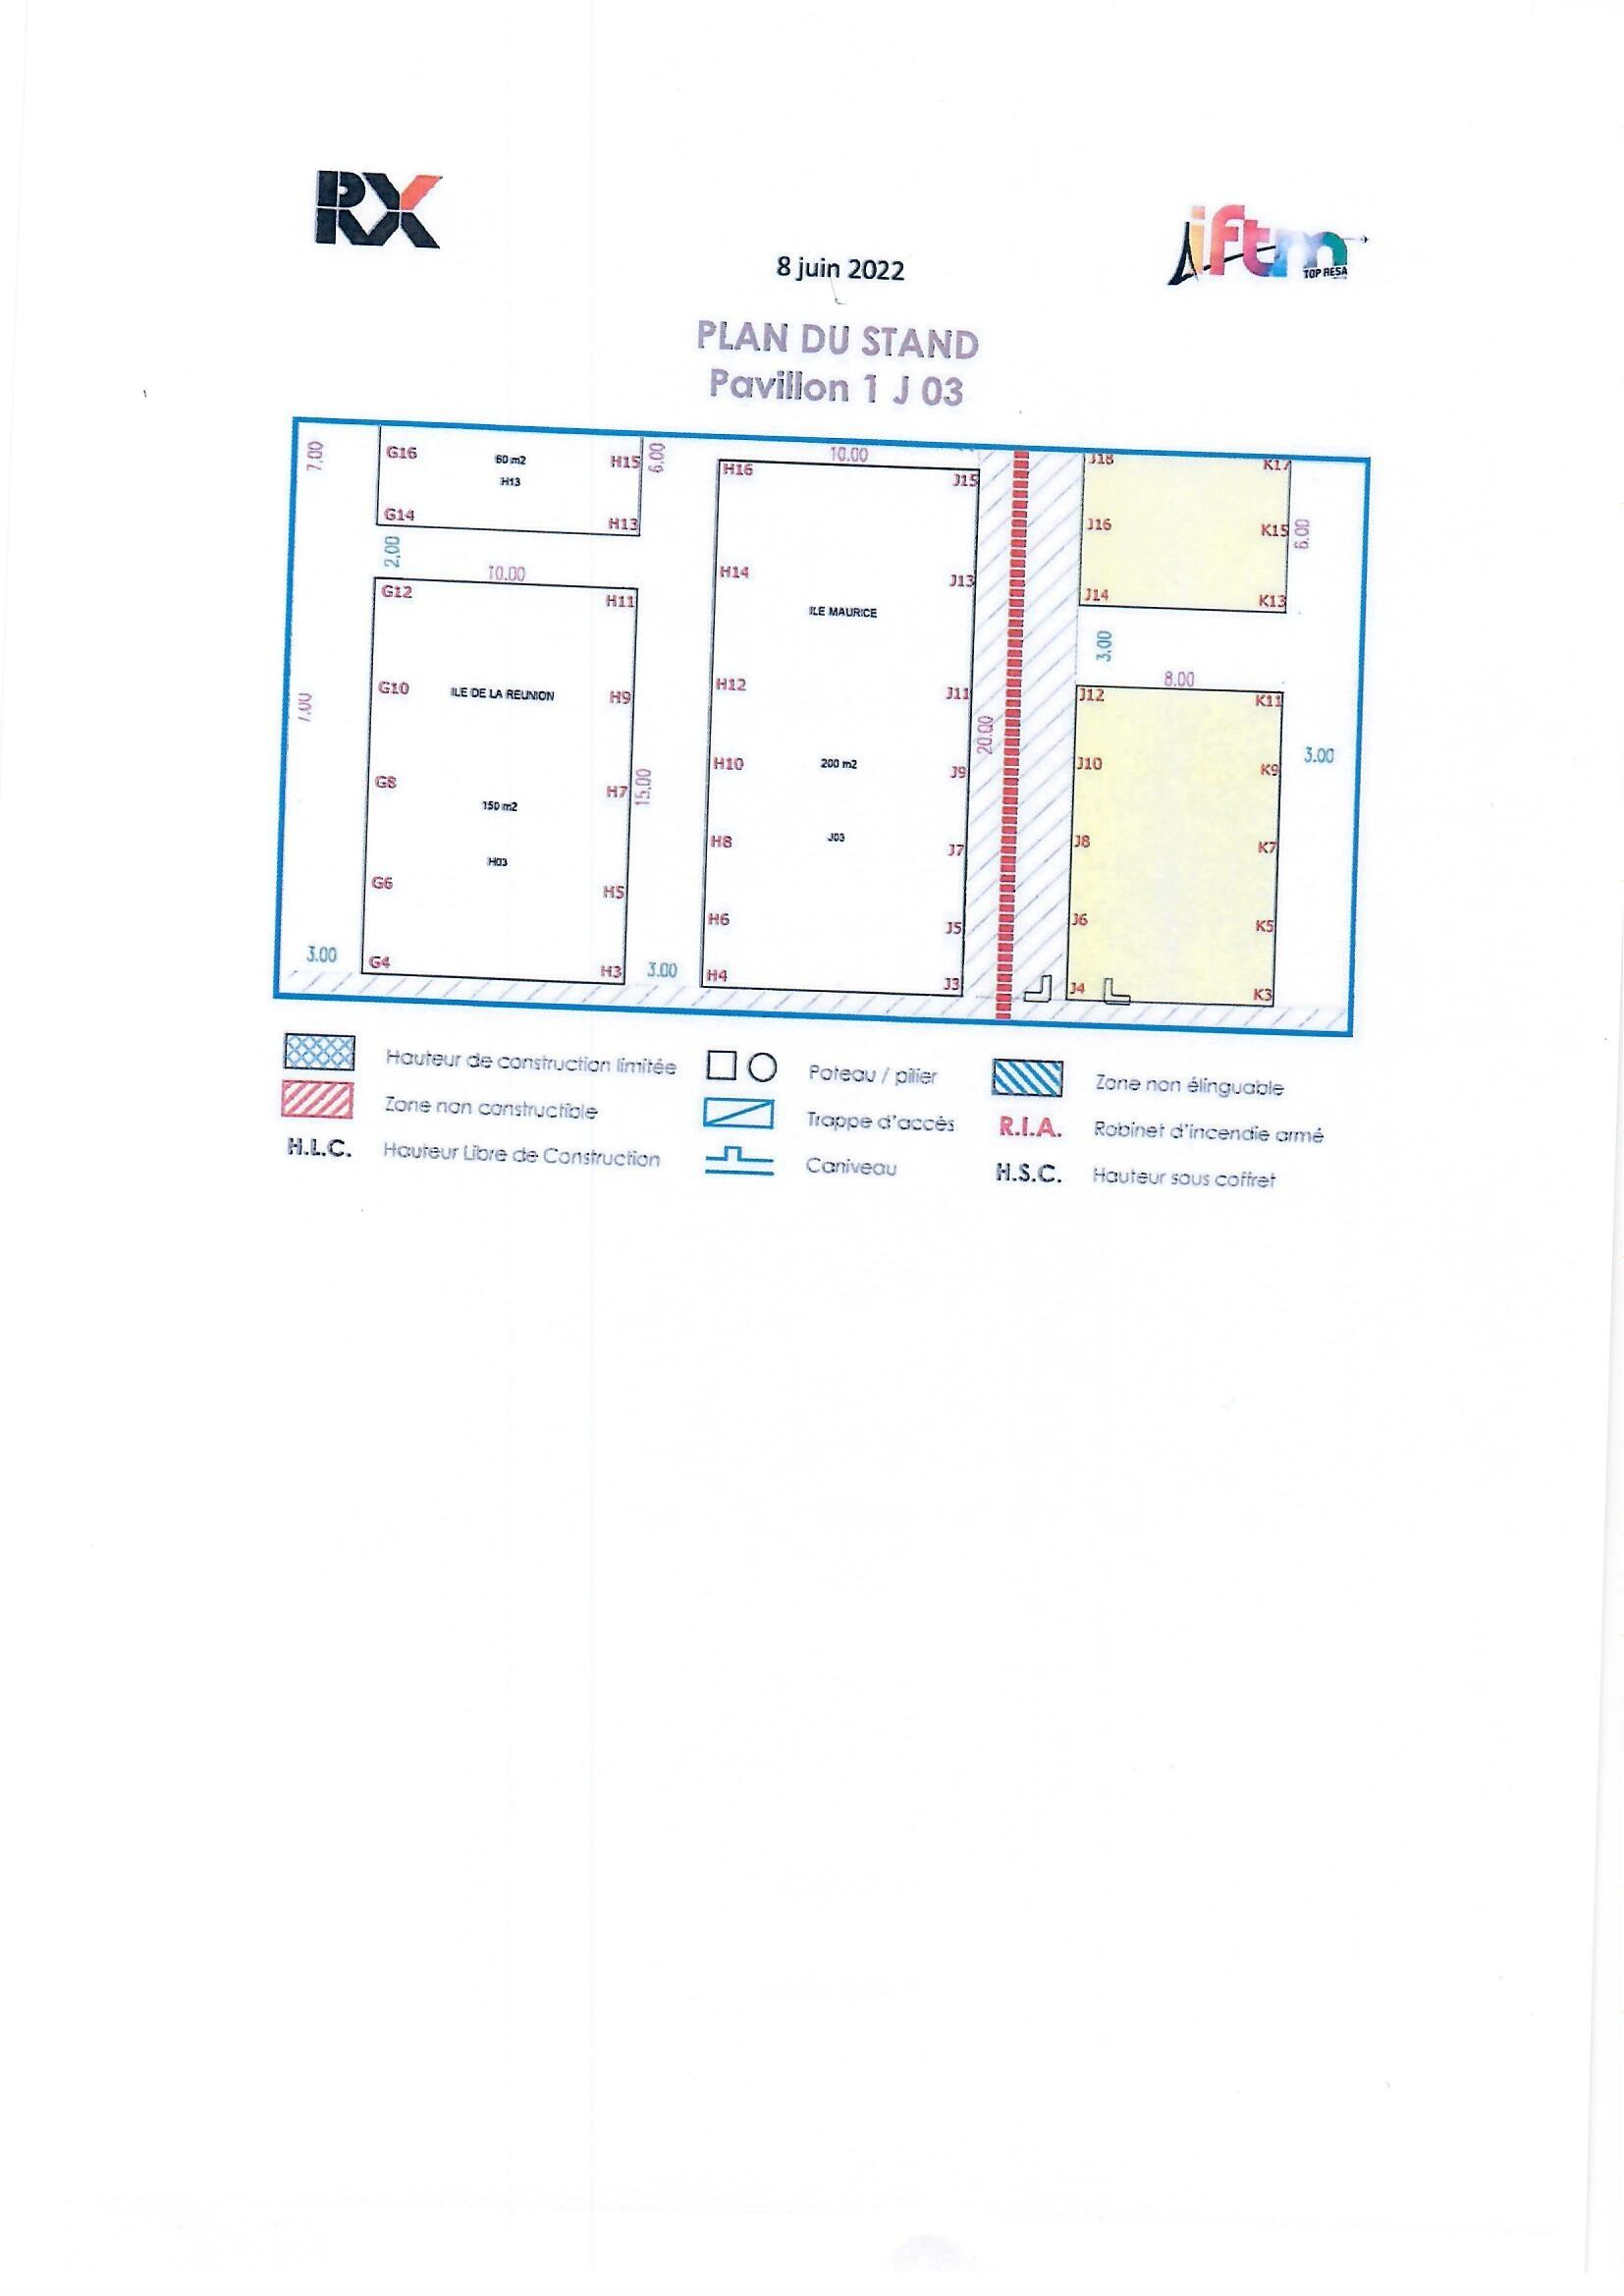 RX
iftm
TOP RESA
8 juin 2022
PLAN DU STAND
Pavillon 1 J 03
7.00
G16
60 m2
H15
6.00
H13
G14
H13
2.00
10.00
G12
H11
G10
ILE DE LA REUNION
H9
7.00
G8
150 m2
H7
15.00
H03
G6
H5
3.00
G4
H3
3.00
10.00
H16
J15
H14
J13
ILE MAURICE
H12
J11
20.00
H10
200 m2
J9
H8
J03
J7
H6
J5
H4
J3
J18
K17
J16
K15
6.00
J14
K13
3.00
8.00
J12
K11
3.00
J10
K9
J8
K7
J6
K5
J4
K3
Hauteur de construction limitée
Poteau / pilier
Zone non élinguable
Zone non constructible
Trappe d'accès
R.I.A. Robinet d'incendie armé
H.L.C. Hauteur Libre de Construction
Caniveau
H.S.C. Hauteur sous coffret